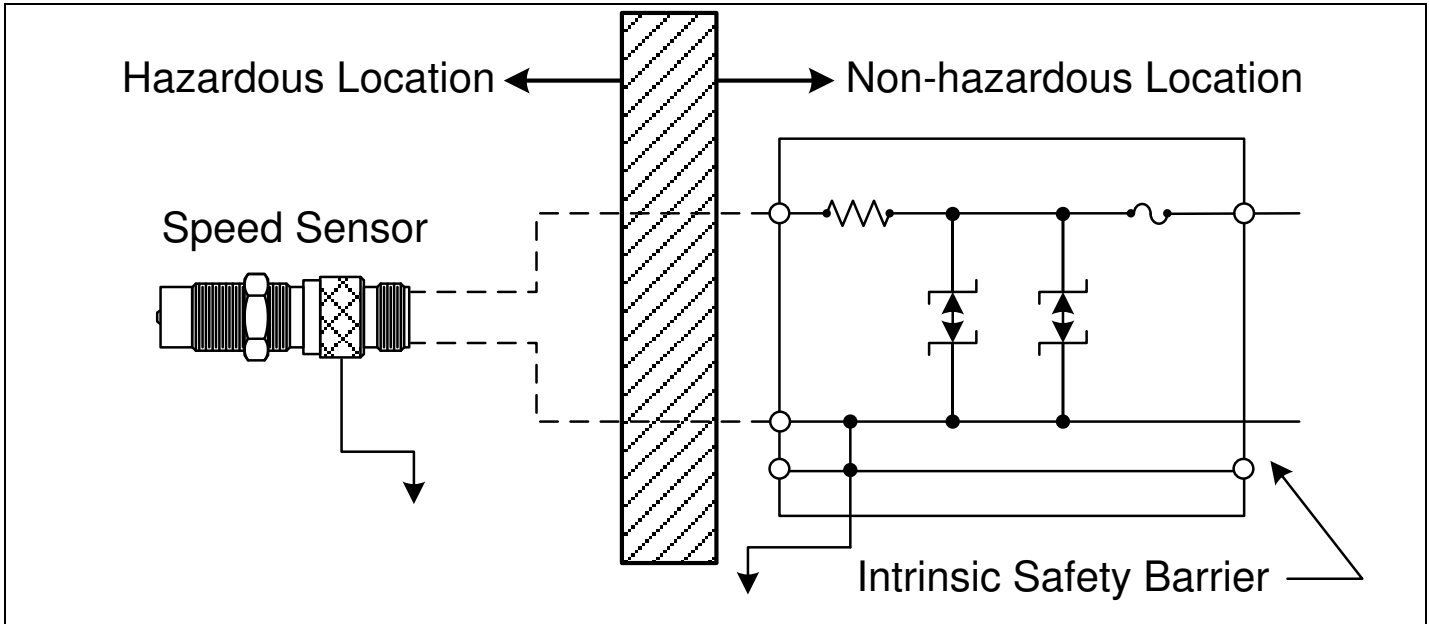 Hazardous Location
Non-hazardous Location
Speed Sensor
Intrinsic Safety Barrier